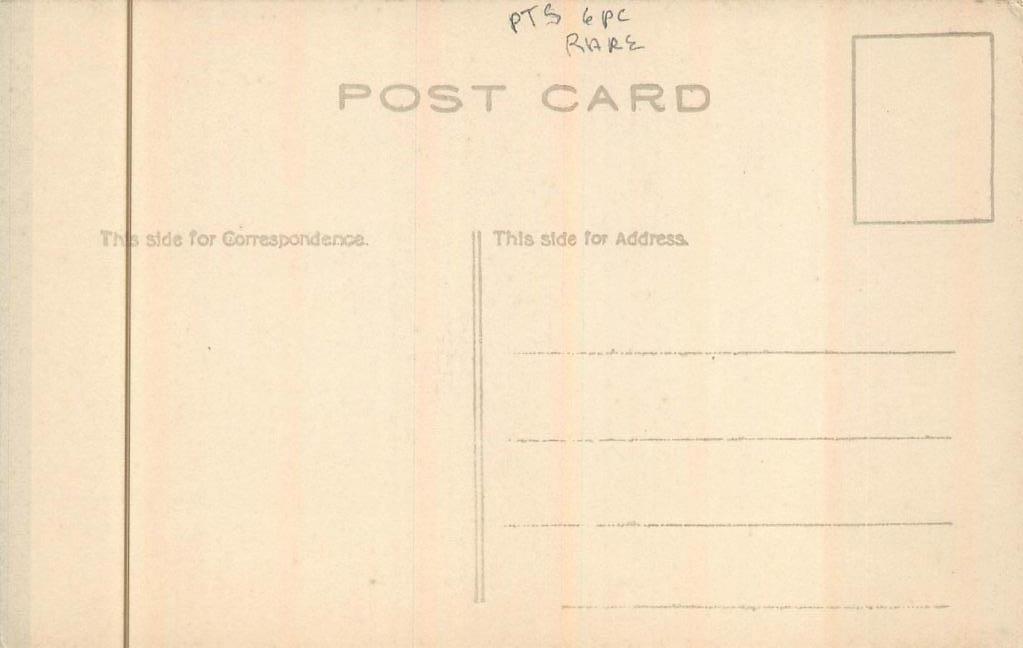 PTS 6PC
RARE
POST CARD
This side for Correspondence.
This side for Address.